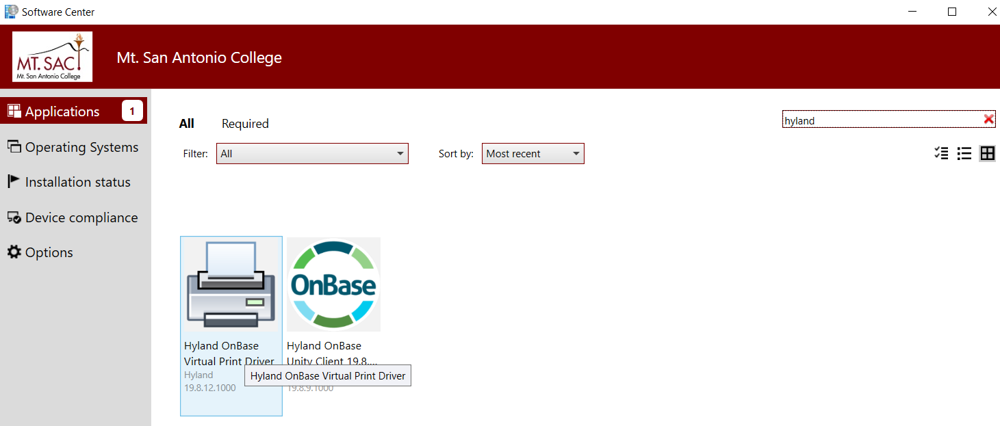 Software Center
MT. SAC
Mt. San Antonio College
Mt. San Antonio College
Applications
1
Operating Systems
Installation status
Device compliance
Options
All
Required
hyland
Filter:
All
Sort by:
Most recent
OnBase
Hyland OnBase
Virtual Print Driver
Hyland
19.8.12.1000
Hyland OnBase
Unity Client 19.8....
19.8.9.1000
Hyland OnBase Virtual Print Driver